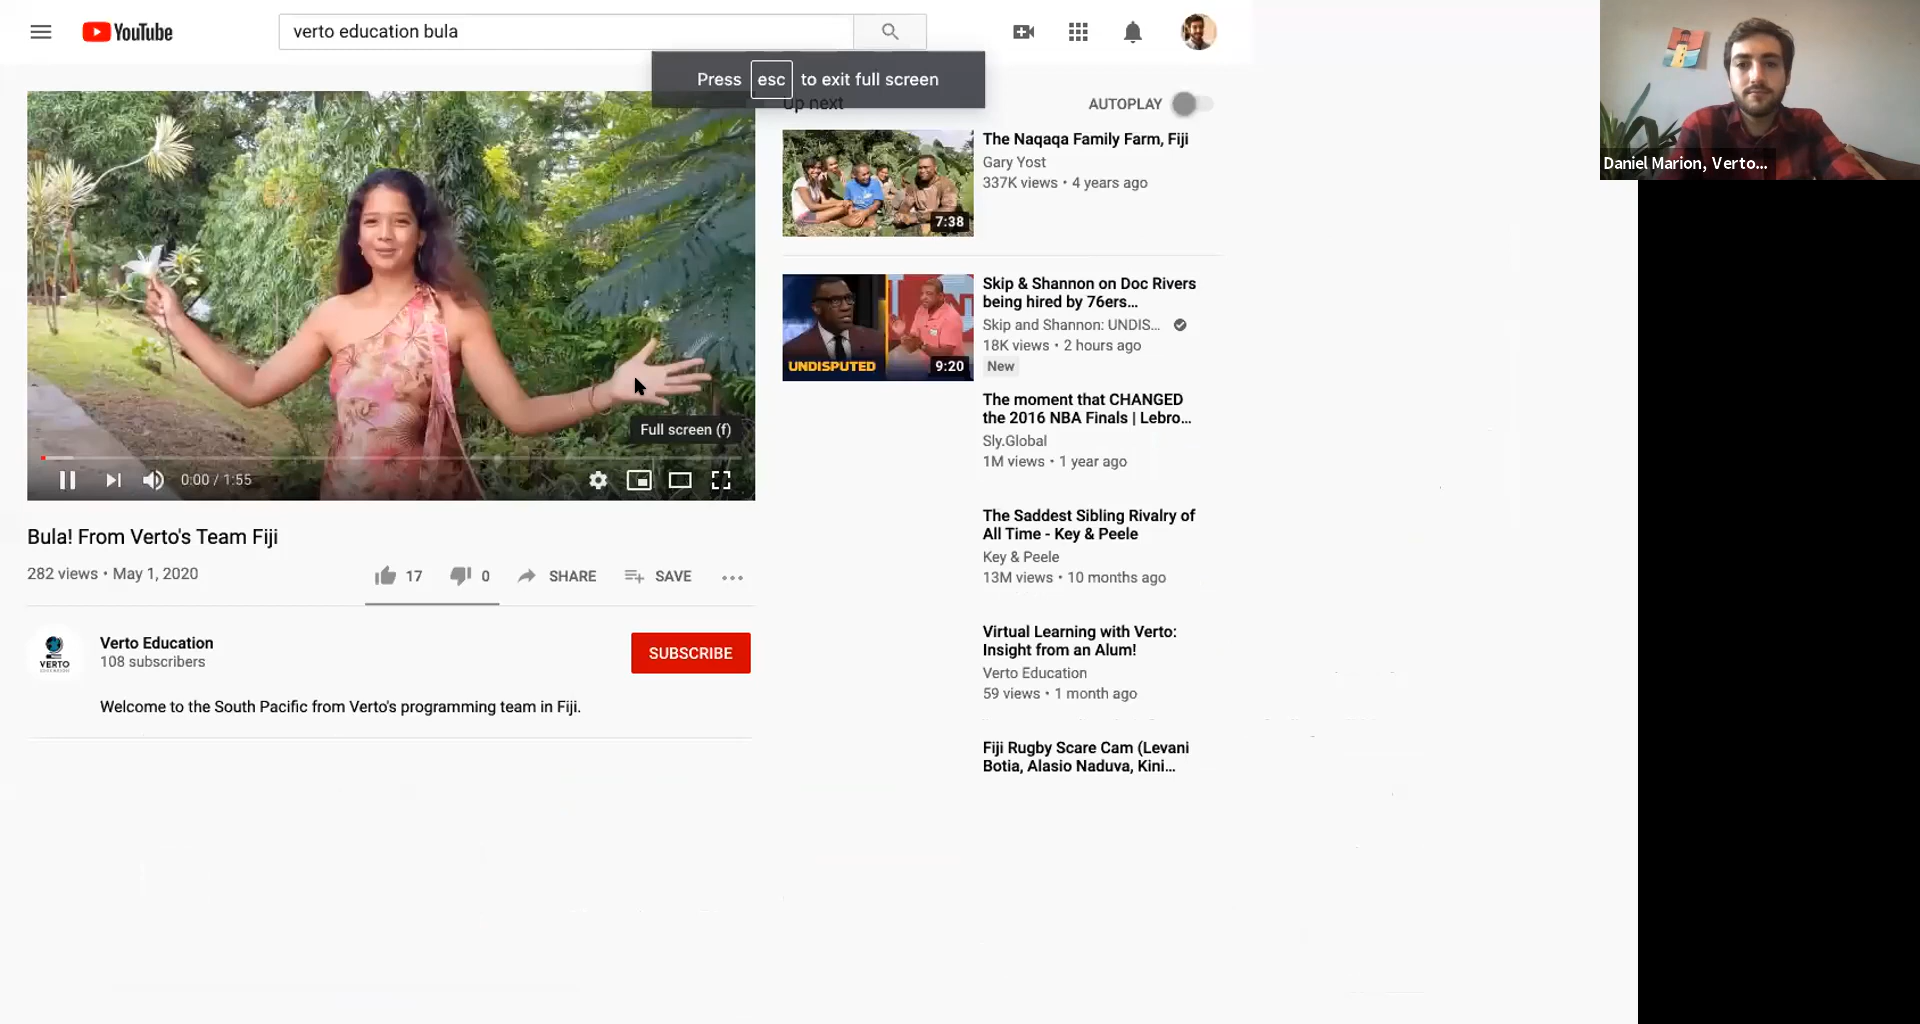 YouTube
verto education bula
Press esc to exit full screen
Up next
AUTOPLAY
Full screen (f)
0:00 / 1:55
Bula! From Verto's Team Fiji
282 views • May 1, 2020
17
0
SHARE
SAVE
VERTO
EDUCATION
Verto Education
108 subscribers
SUBSCRIBE
Welcome to the South Pacific from Verto's programming team in Fiji.
7:38
The Naqaqa Family Farm, Fiji
Gary Yost
337K views • 4 years ago
UNDISPUTED
9:20
Skip & Shannon on Doc Rivers
being hired by 76ers...
Skip and Shannon: UNDIS...
18K views • 2 hours ago
New
The moment that CHANGED
the 2016 NBA Finals | Lebro...
Sly.Global
1M views • 1 year ago
The Saddest Sibling Rivalry of
All Time - Key & Peele
Key & Peele
13M views • 10 months ago
Virtual Learning with Verto:
Insight from an Alum!
Verto Education
59 views • 1 month ago
Fiji Rugby Scare Cam (Levani
Botia, Alasio Naduva, Kini...
Daniel Marion, Verto...